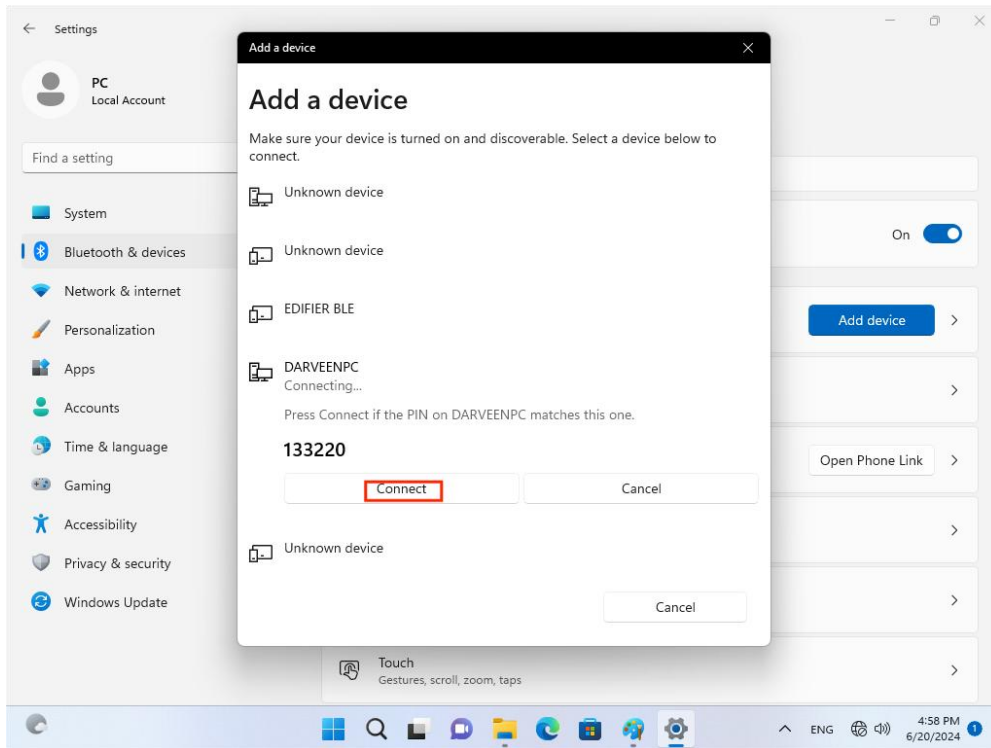 Settings
PC
Local Account
Find a setting
System
Bluetooth & devices
Network & internet
Personalization
Apps
Accounts
Time & language
Gaming
Accessibility
Privacy & security
Windows Update
Add a device
Add a device
Make sure your device is turned on and discoverable. Select a device below to
connect.
Unknown device
Unknown device
EDIFIER BLE
DARVEENPC
Connecting...
Press Connect if the PIN on DARVEENPC matches this one.
133220
Connect
Cancel
Unknown device
Cancel
On
Add device
Open Phone Link
Touch
Gestures, scroll, zoom, taps
ENG
4:58 PM
6/20/2024
1